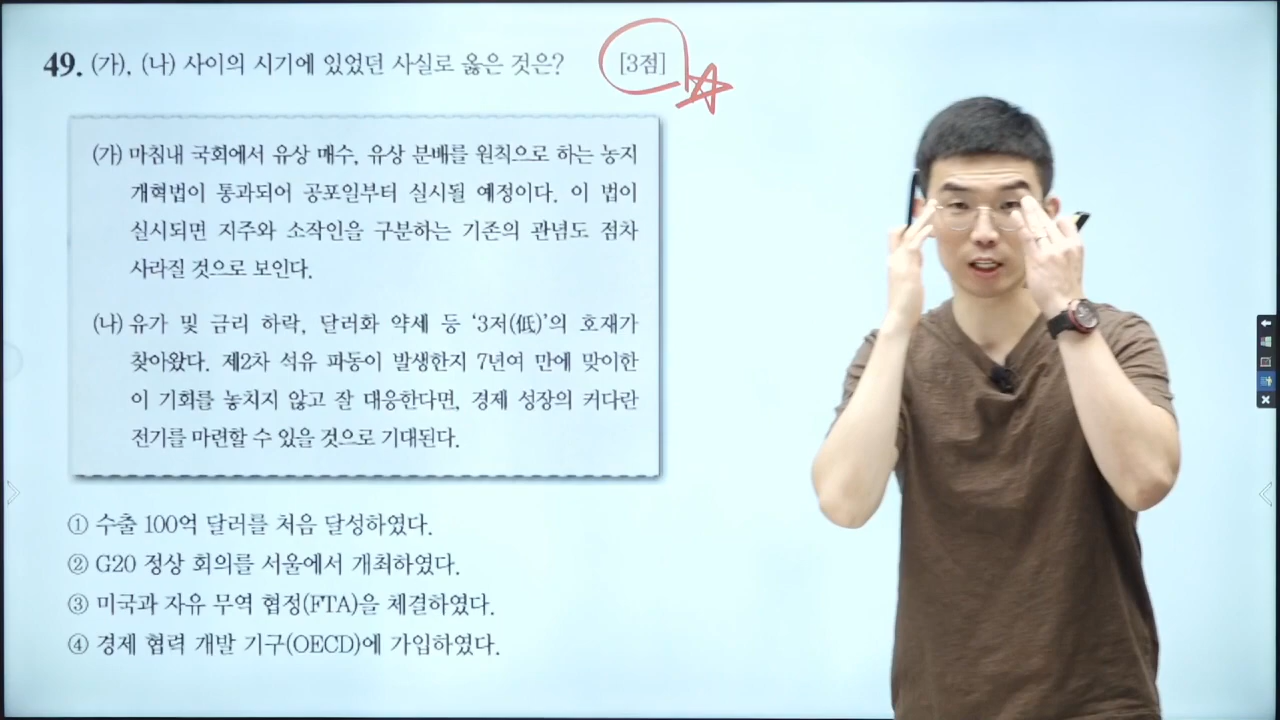 49. (가), (나) 사이의 시기에 있었던 사실로 옳은 것은? [3점]
(가) 마침내 국회에서 유상 매수, 유상 분배를 원칙으로 하는 농지
개혁법이 통과되어 공포일부터 실시될 예정이다. 이 법이
실시되면 지주와 소작인을 구분하는 기존의 관념도 점차
사라질 것으로 보인다.
(나) 유가 및 금리 하락, 달러화 약세 등 ‘3저(低)’의 호재가
찾아왔다. 제2차 석유 파동이 발생한지 7년여 만에 맞이한
이 기회를 놓치지 않고 잘 대응한다면, 경제 성장의 커다란
전기를 마련할 수 있을 것으로 기대된다.
① 수출 100억 달러를 처음 달성하였다.
② G20 정상 회의를 서울에서 개최하였다.
③ 미국과 자유 무역 협정(FTA)을 체결하였다.
④ 경제 협력 개발 기구(OECD)에 가입하였다.